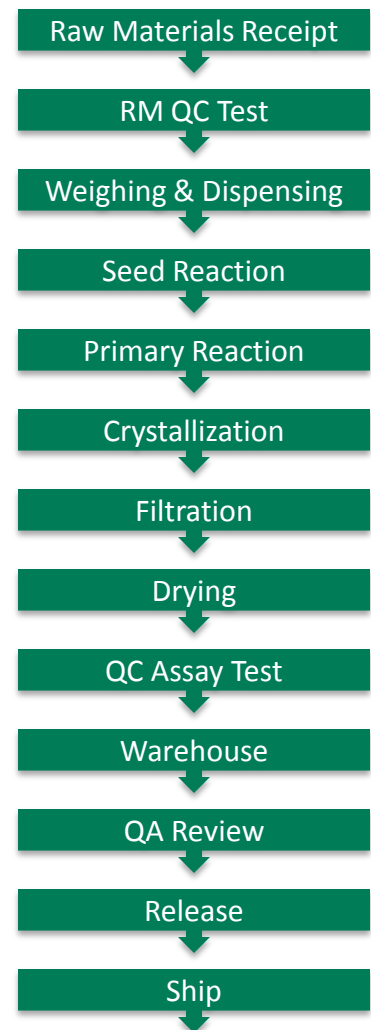 Raw Materials Receipt
RM QC Test
Weighing & Dispensing
Seed Reaction
Primary Reaction
Crystallization
Filtration
Drying
QC Assay Test
Warehouse
QA Review
Release
Ship